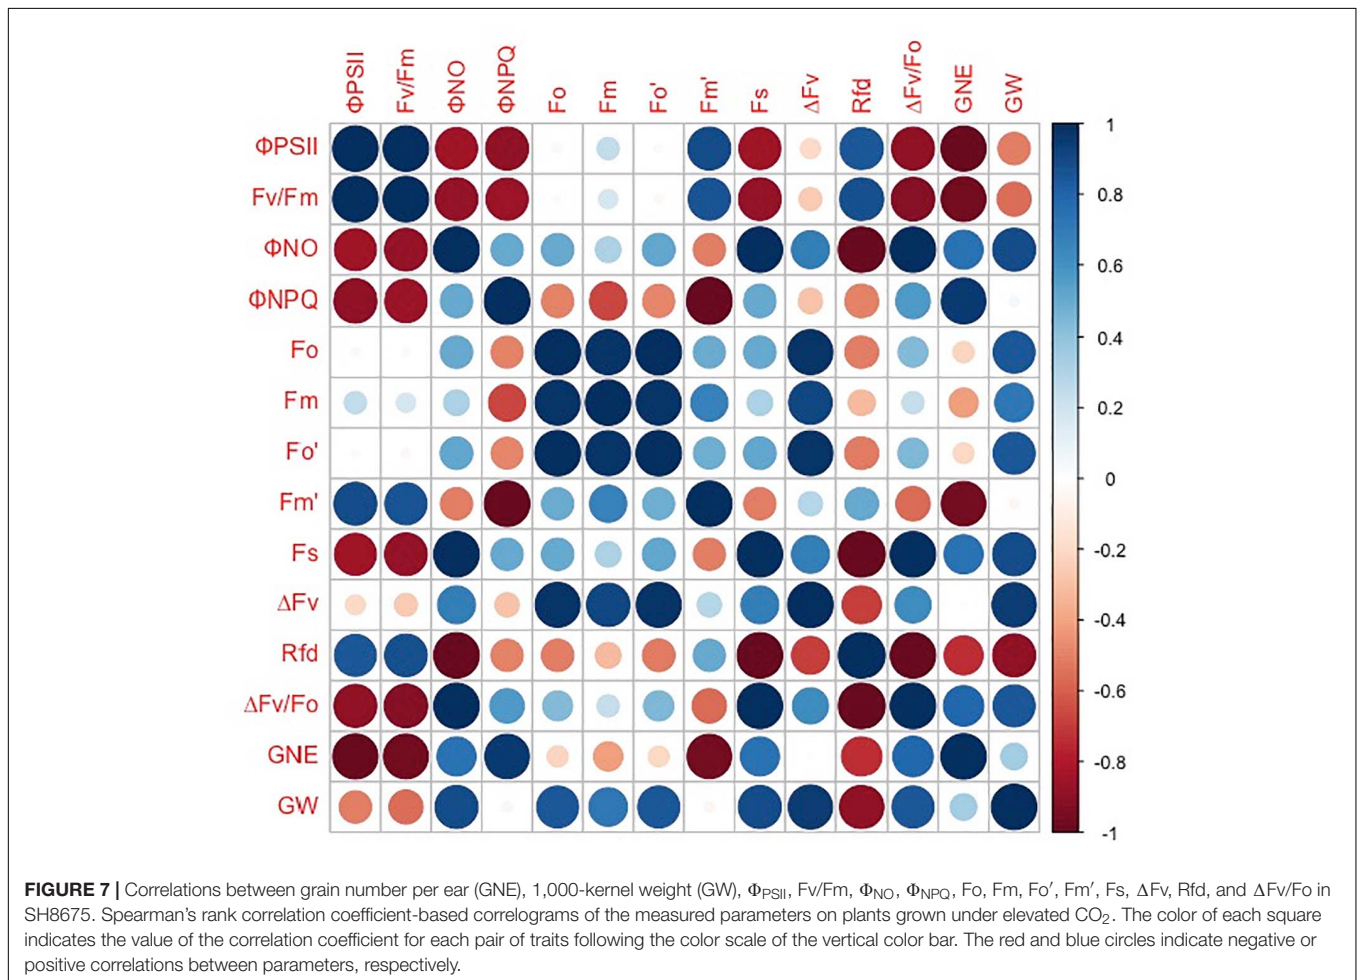 ΦPSII Fv/Fm ΦNO ΦNPQ Fo Fm Fo' Fm' Fs ΔFv Rfd ΔFv/Fo GNE GW
ΦPSII
Fv/Fm
ΦNO
ΦNPQ
Fo
Fm
Fo'
Fm'
Fs
ΔFv
Rfd
ΔFv/Fo
GNE
GW
1
0.8
0.6
0.4
0.2
0
-0.2
-0.4
-0.6
-0.8
-1
FIGURE 7 | Correlations between grain number per ear (GNE), 1,000-kernel weight (GW), ΦPSII, Fv/Fm, ΦNO, ΦNPQ, Fo, Fm, Fo′, Fm′, Fs, ΔFv, Rfd, and ΔFv/Fo in
SH8675. Spearman's rank correlation coefficient-based correlograms of the measured parameters on plants grown under elevated CO2. The color of each square
indicates the value of the correlation coefficient for each pair of traits following the color scale of the vertical color bar. The red and blue circles indicate negative or
positive correlations between parameters, respectively.